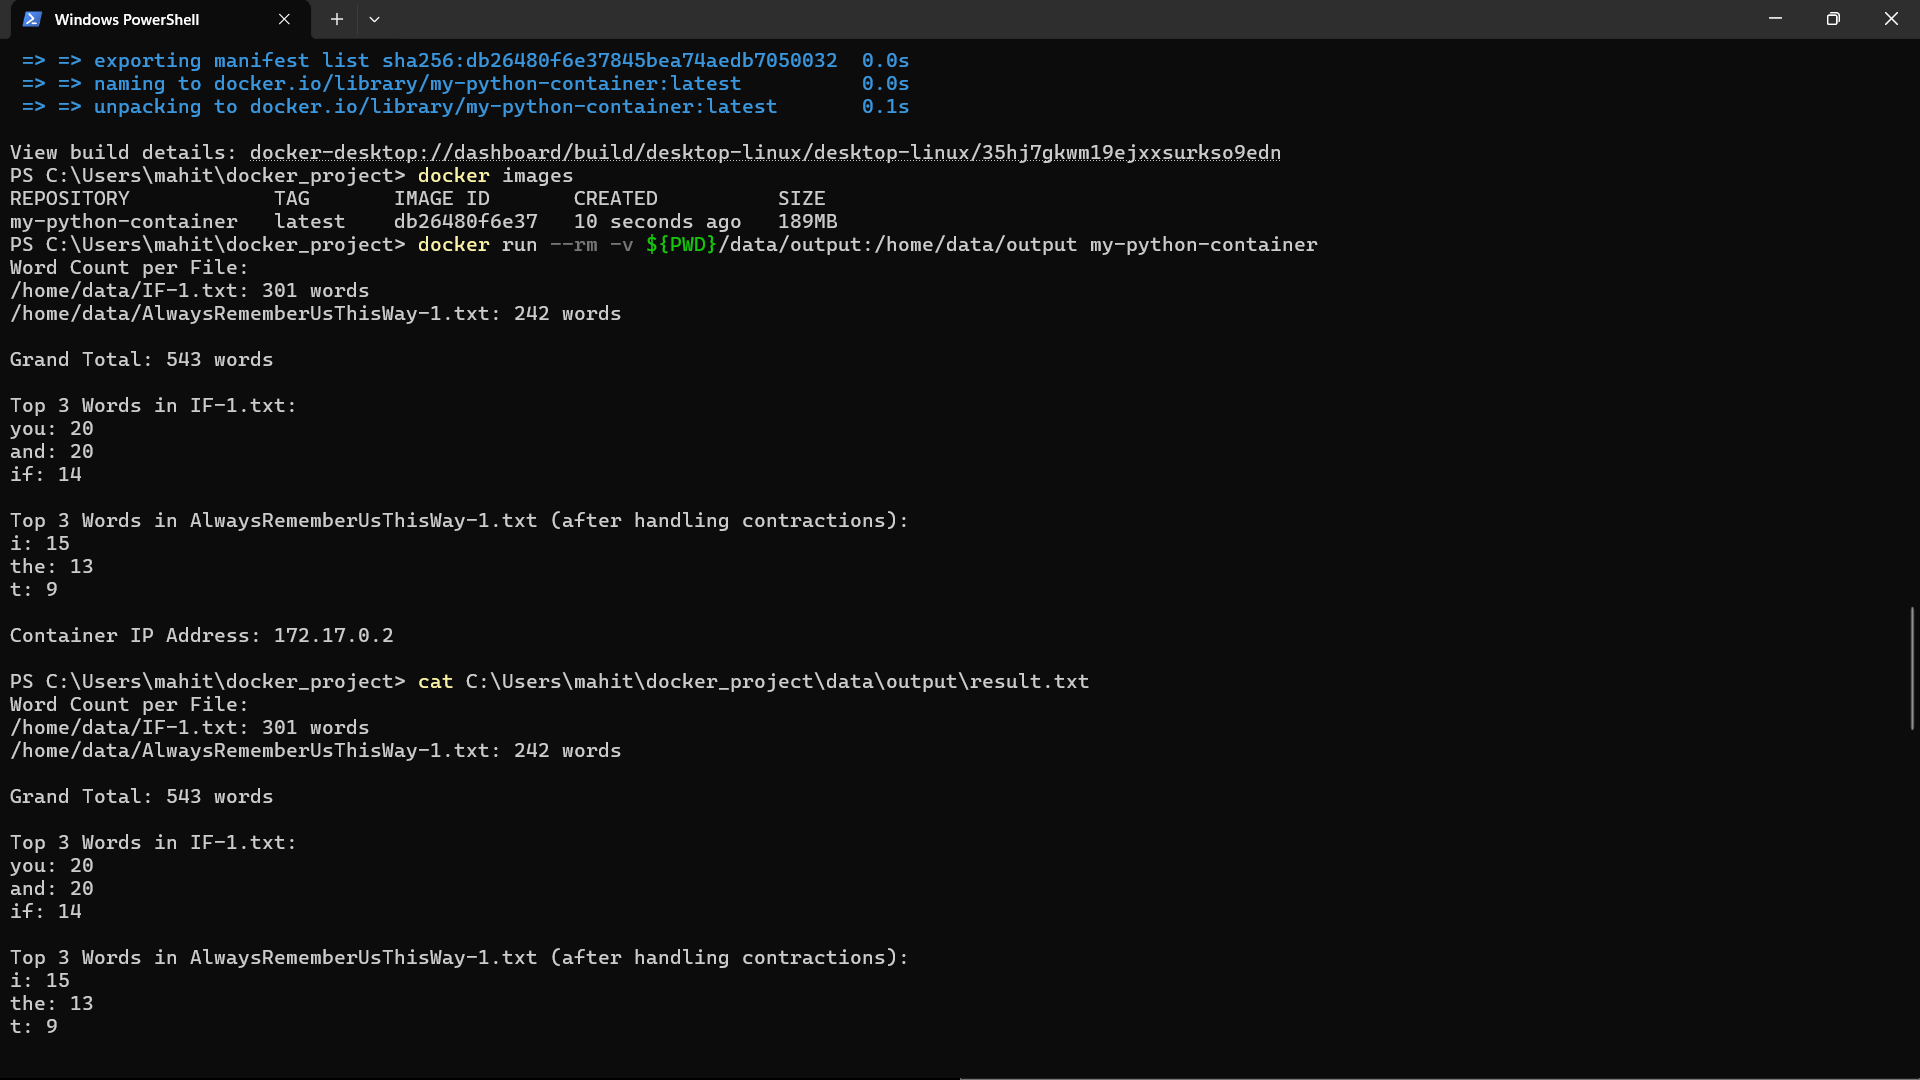 Windows PowerShell
=> => exporting manifest list sha256:db26480f6e37845bea74aedb7050032 0.0s
=> => naming to docker.io/library/my-python-container:latest 0.0s
=> => unpacking to docker.io/library/my-python-container:latest 0.1s
View build details: docker-desktop://dashboard/build/desktop-linux/desktop-linux/35hj7gkwm19ejxxsurkso9edn
PS C:\Users\mahit\docker_project> docker images
REPOSITORY TAG IMAGE ID CREATED SIZE
my-python-container latest db26480f6e37 10 seconds ago 189MB
PS C:\Users\mahit\docker_project> docker run --rm -v ${PWD}/data/output:/home/data/output my-python-container
Word Count per File:
/home/data/IF-1.txt: 301 words
/home/data/AlwaysRememberUsThisWay-1.txt: 242 words
Grand Total: 543 words
Top 3 Words in IF-1.txt:
you: 20
and: 20
if: 14
Top 3 Words in AlwaysRememberUsThisWay-1.txt (after handling contractions):
i: 15
the: 13
t: 9
Container IP Address: 172.17.0.2
PS C:\Users\mahit\docker_project> cat C:\Users\mahit\docker_project\data\output\result.txt
Word Count per File:
/home/data/IF-1.txt: 301 words
/home/data/AlwaysRememberUsThisWay-1.txt: 242 words
Grand Total: 543 words
Top 3 Words in IF-1.txt:
you: 20
and: 20
if: 14
Top 3 Words in AlwaysRememberUsThisWay-1.txt (after handling contractions):
i: 15
the: 13
t: 9